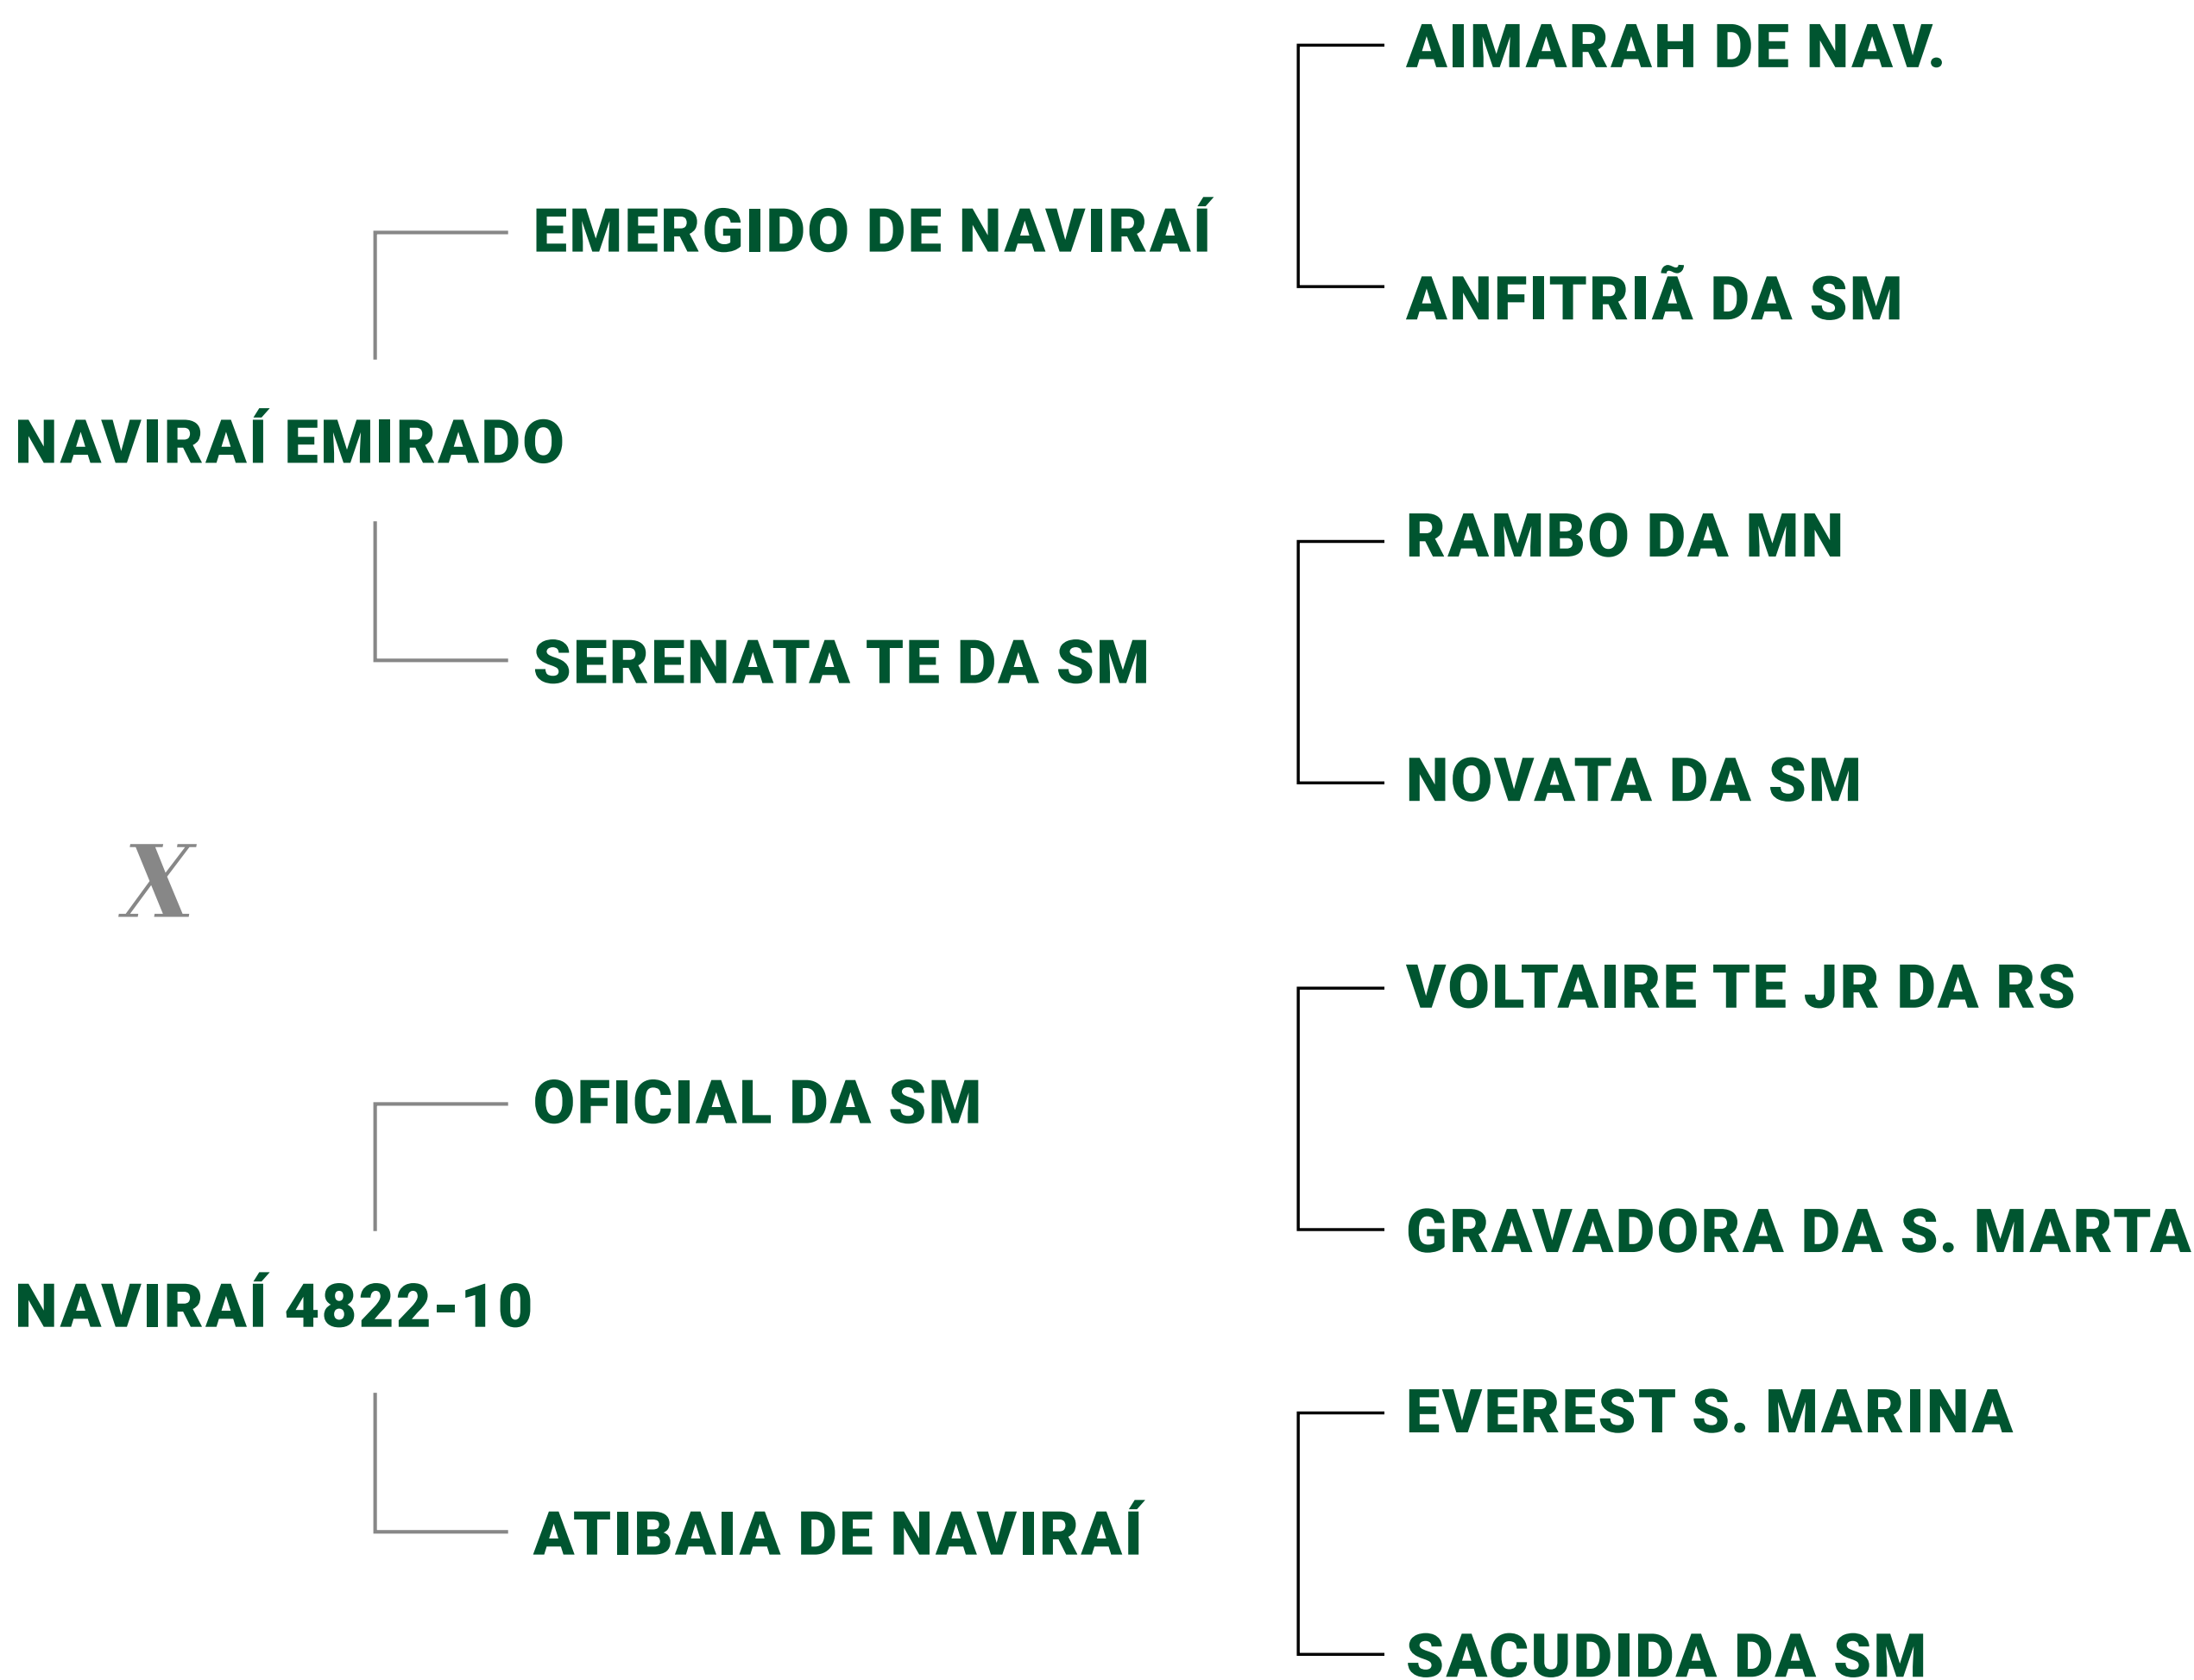 AIMARAH DE NAV.
EMERGIDO DE NAVIRAÍ
ANFITRIÃ DA SM
NAVIRAÍ EMIRADO
RAMBO DA MN
SERENATA TE DA SM
NOVATA DA SM
X
VOLTAIRE TE JR DA RS
OFICIAL DA SM
GRAVADORA DA S. MARTA
NAVIRAÍ 4822-10
EVEREST S. MARINA
ATIBAIA DE NAVIRAÍ
SACUDIDA DA SM